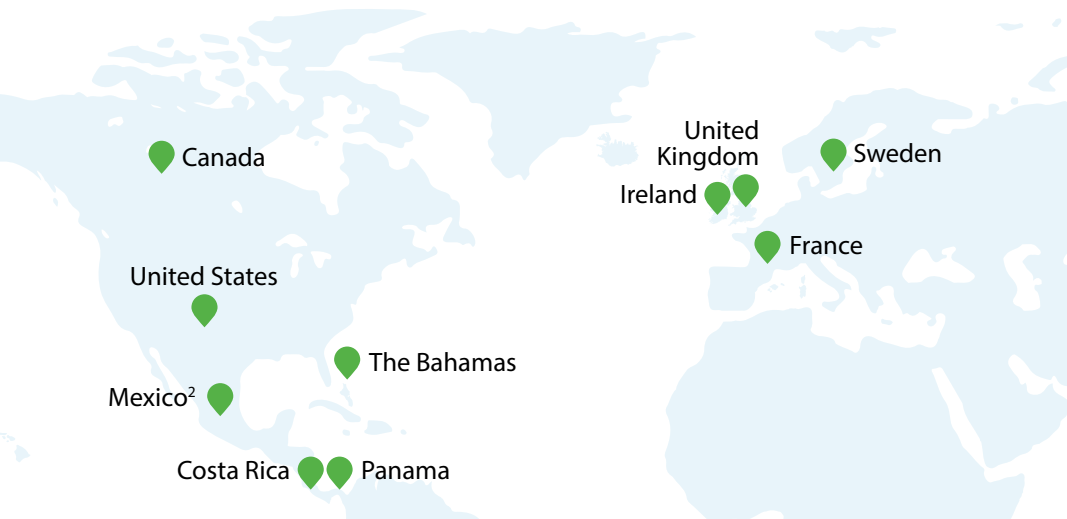 United
Kingdom
Canada
Sweden
Ireland
France
United States
The Bahamas
Mexico²
Costa Rica
Panama